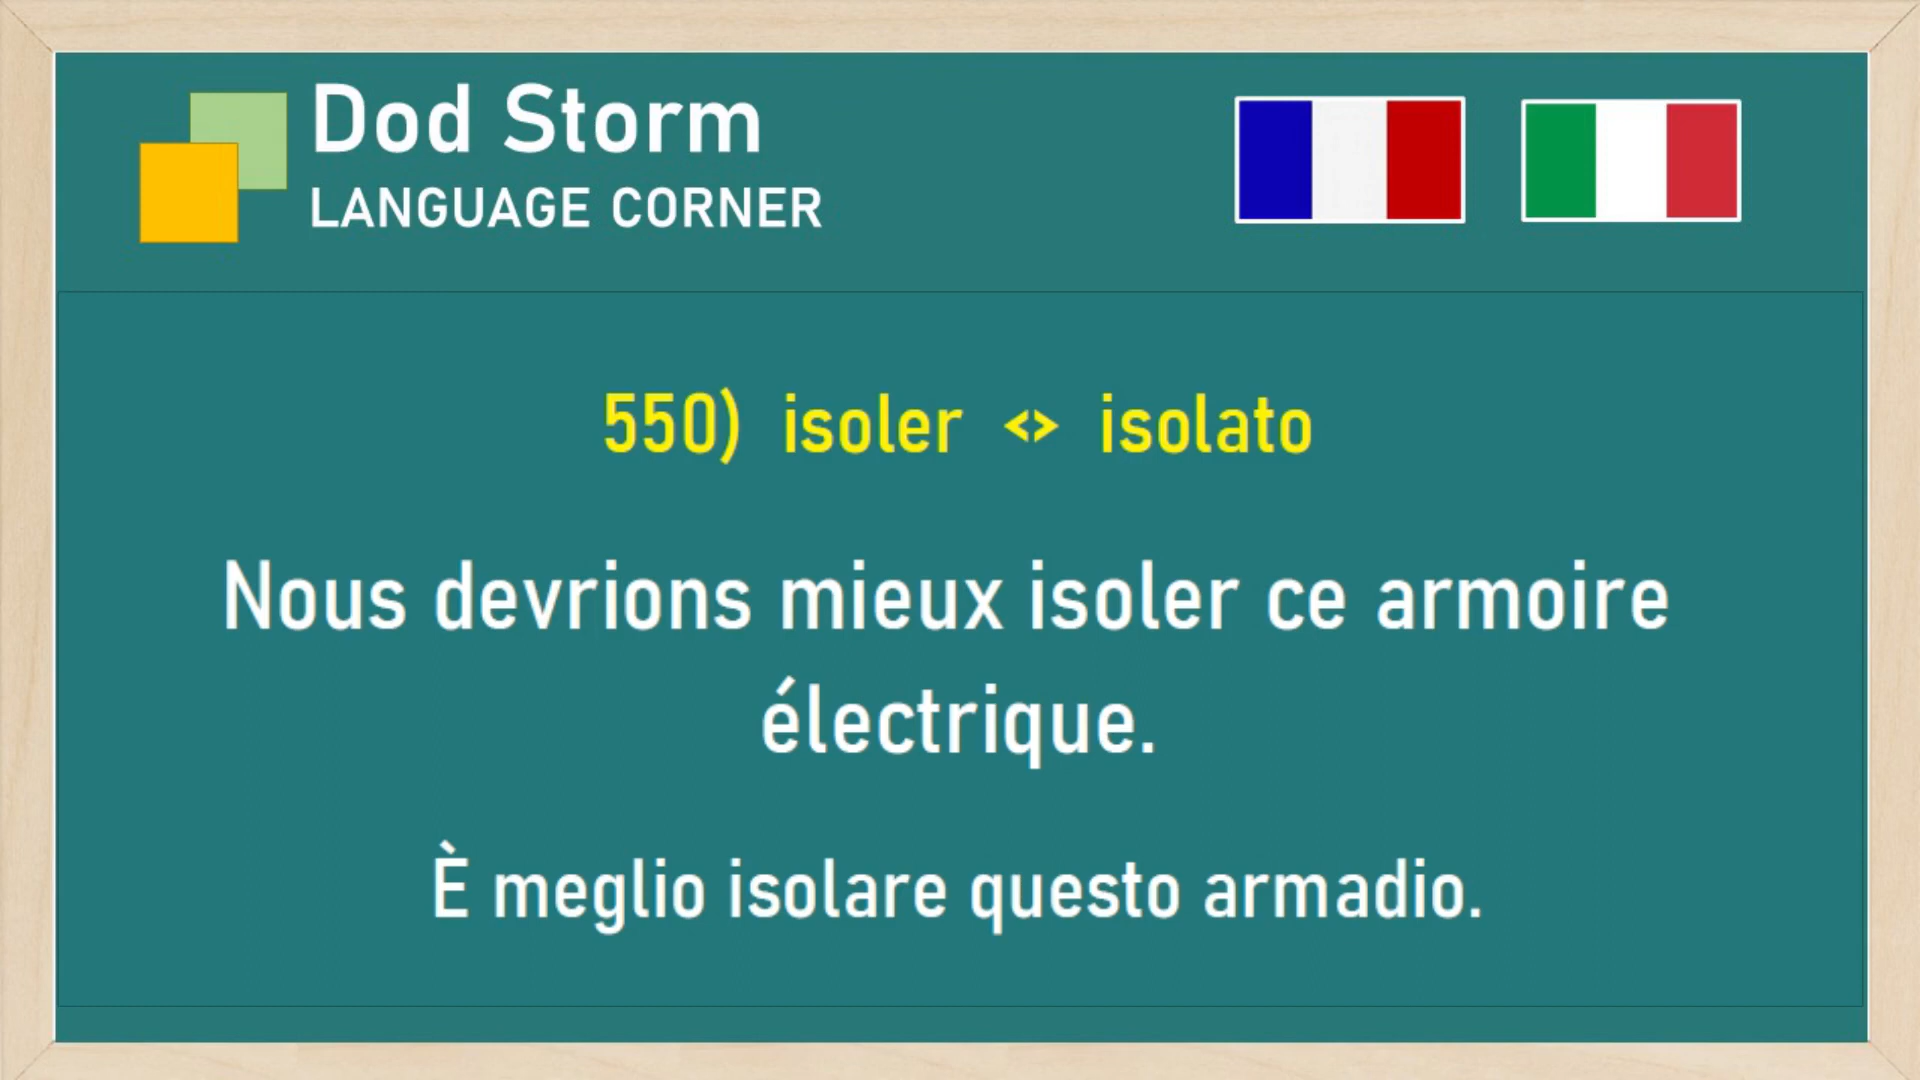 Dod Storm
LANGUAGE CORNER
550) isoler <> isolato
Nous devrions mieux isoler ce armoire
électrique.
È meglio isolare questo armadio.